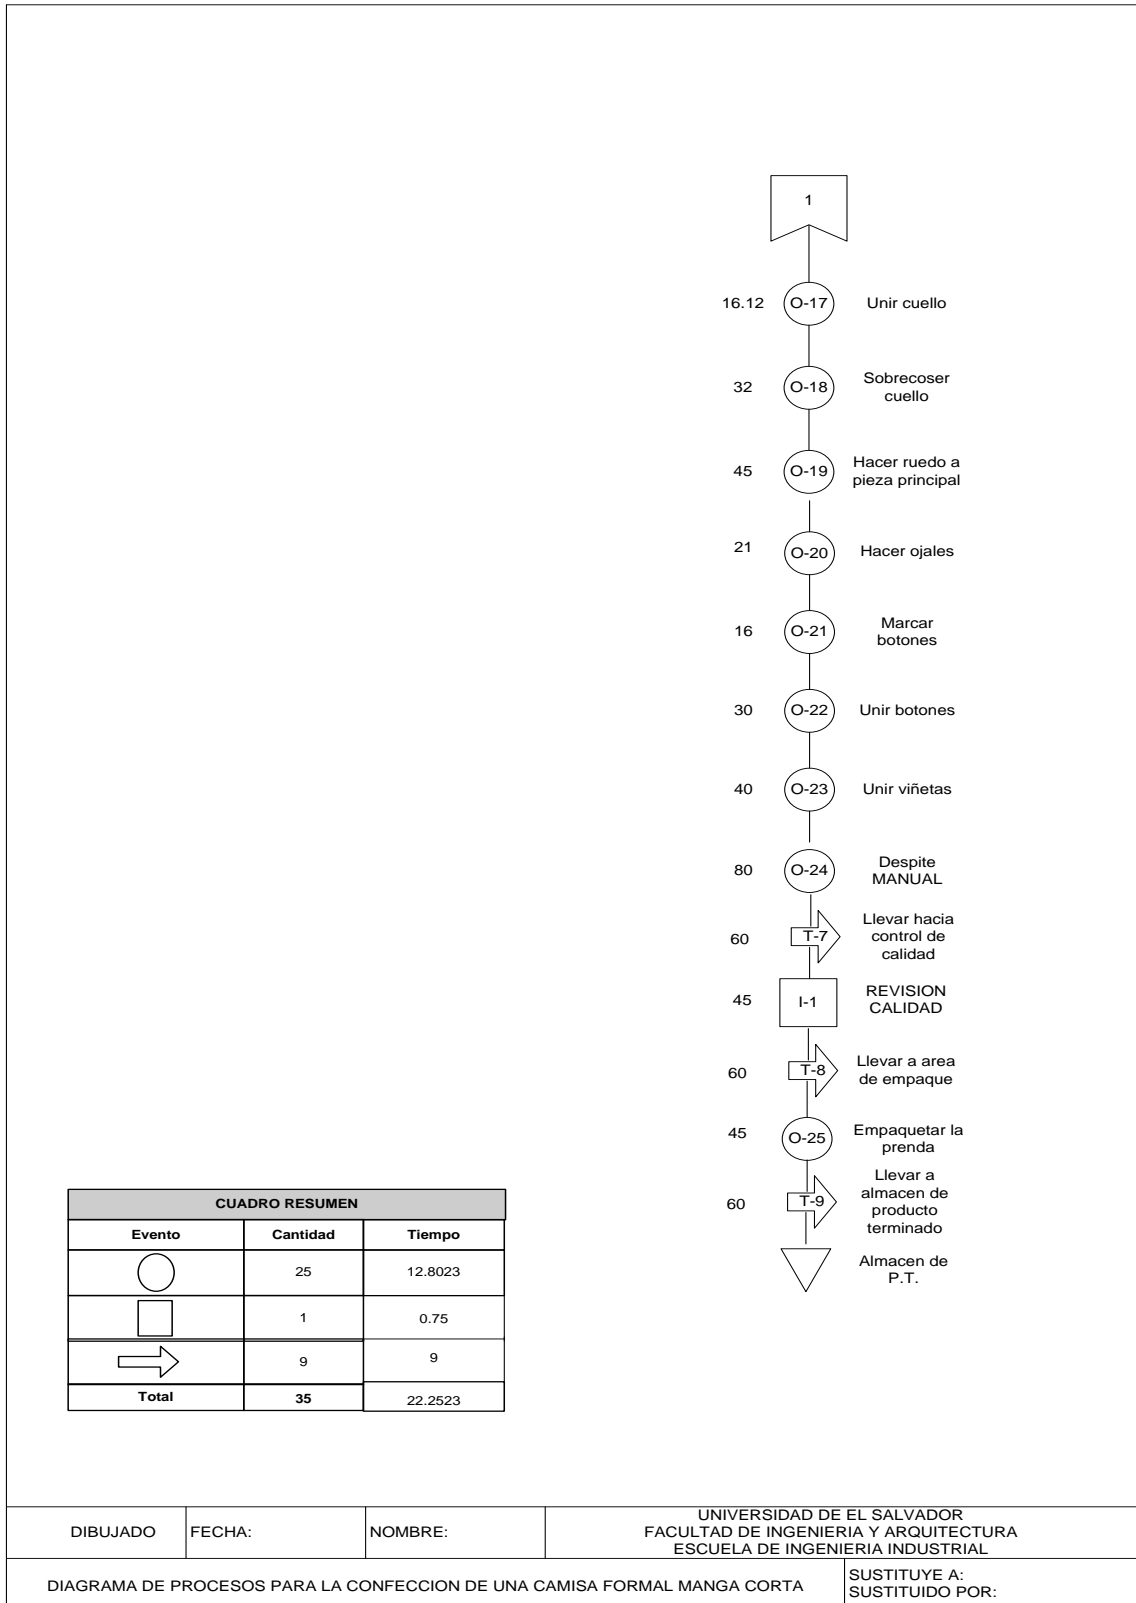 1
16.12 O-17 Unir cuello
32 O-18 Sobrecoser
cuello
45 O-19 Hacer ruedo a
pieza principal
21 O-20 Hacer ojales
16 O-21 Marcar
botones
30 O-22 Unir botones
40 O-23 Unir viñetas
80 O-24 Despite
MANUAL
60 T-7 Llevar hacia
control de
calidad
45 I-1 REVISION
CALIDAD
60 T-8 Llevar a area
de empaque
45 O-25 Empaquetar la
prenda
60 T-9 Llevar a
almacen de
producto
terminado
Almacen de
P.T.
CUADRO RESUMEN
Evento Cantidad Tiempo
25 12.8023
1 0.75
9 9
Total 35 22.2523
DIBUJADO FECHA: NOMBRE:
UNIVERSIDAD DE EL SALVADOR
FACULTAD DE INGENIERIA Y ARQUITECTURA
ESCUELA DE INGENIERIA INDUSTRIAL
DIAGRAMA DE PROCESOS PARA LA CONFECCION DE UNA CAMISA FORMAL MANGA CORTA
SUSTITUYE A:
SUSTITUIDO POR: